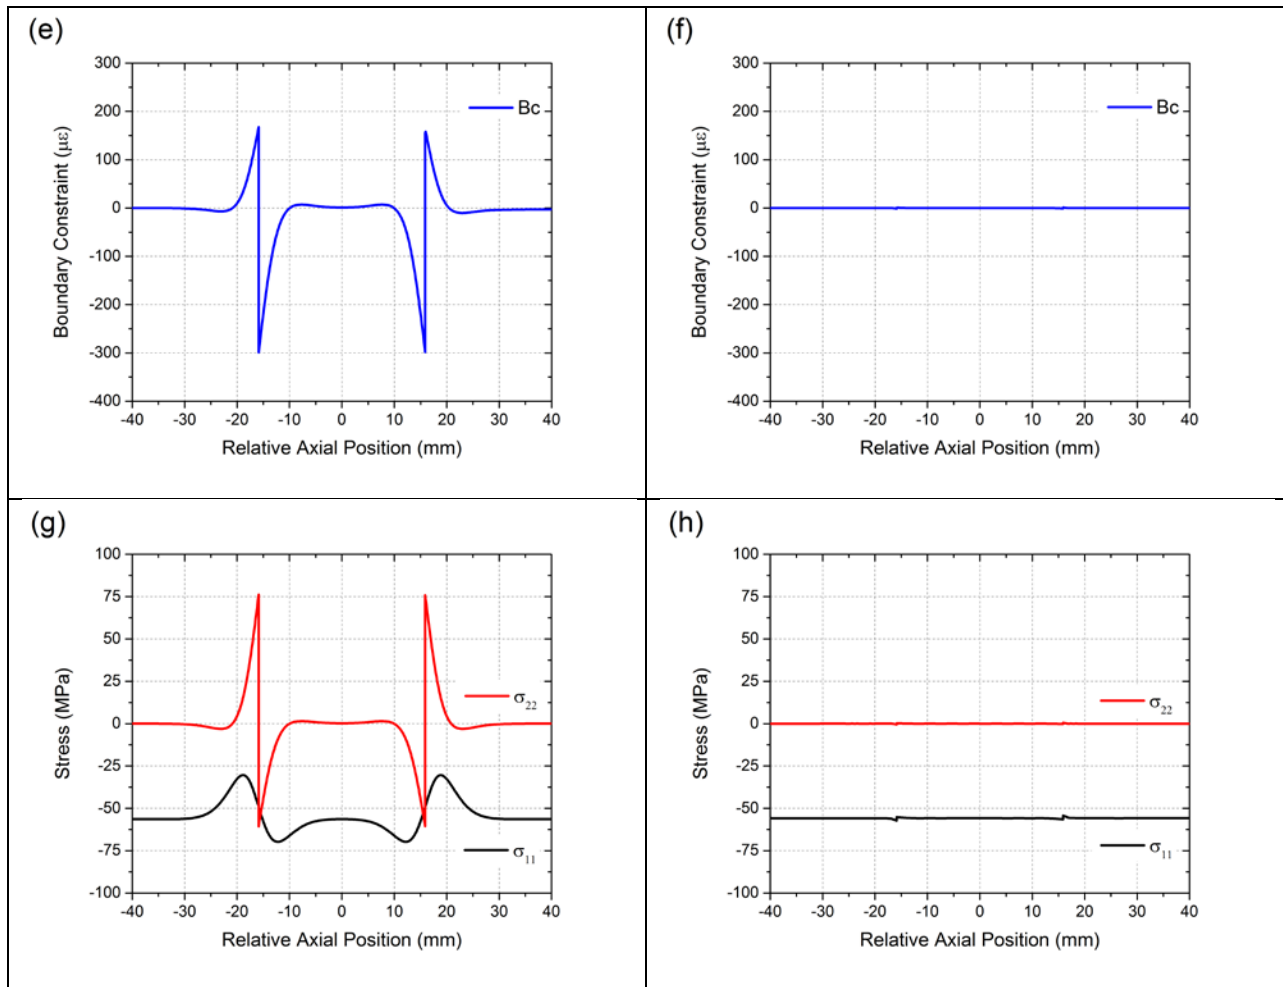 (e)
300
200
100
0
-100
-200
-300
-400
Boundary Constraint (με)
Bc
-40 -30 -20 -10 0 10 20 30 40
Relative Axial Position (mm)
(f)
300
200
100
0
-100
-200
-300
-400
Boundary Constraint (με)
Bc
-40 -30 -20 -10 0 10 20 30 40
Relative Axial Position (mm)
(g)
100
75
50
25
0
-25
-50
-75
-100
Stress (MPa)
σ22
σ11
-40 -30 -20 -10 0 10 20 30 40
Relative Axial Position (mm)
(h)
100
75
50
25
0
-25
-50
-75
-100
Stress (MPa)
σ22
σ11
-40 -30 -20 -10 0 10 20 30 40
Relative Axial Position (mm)